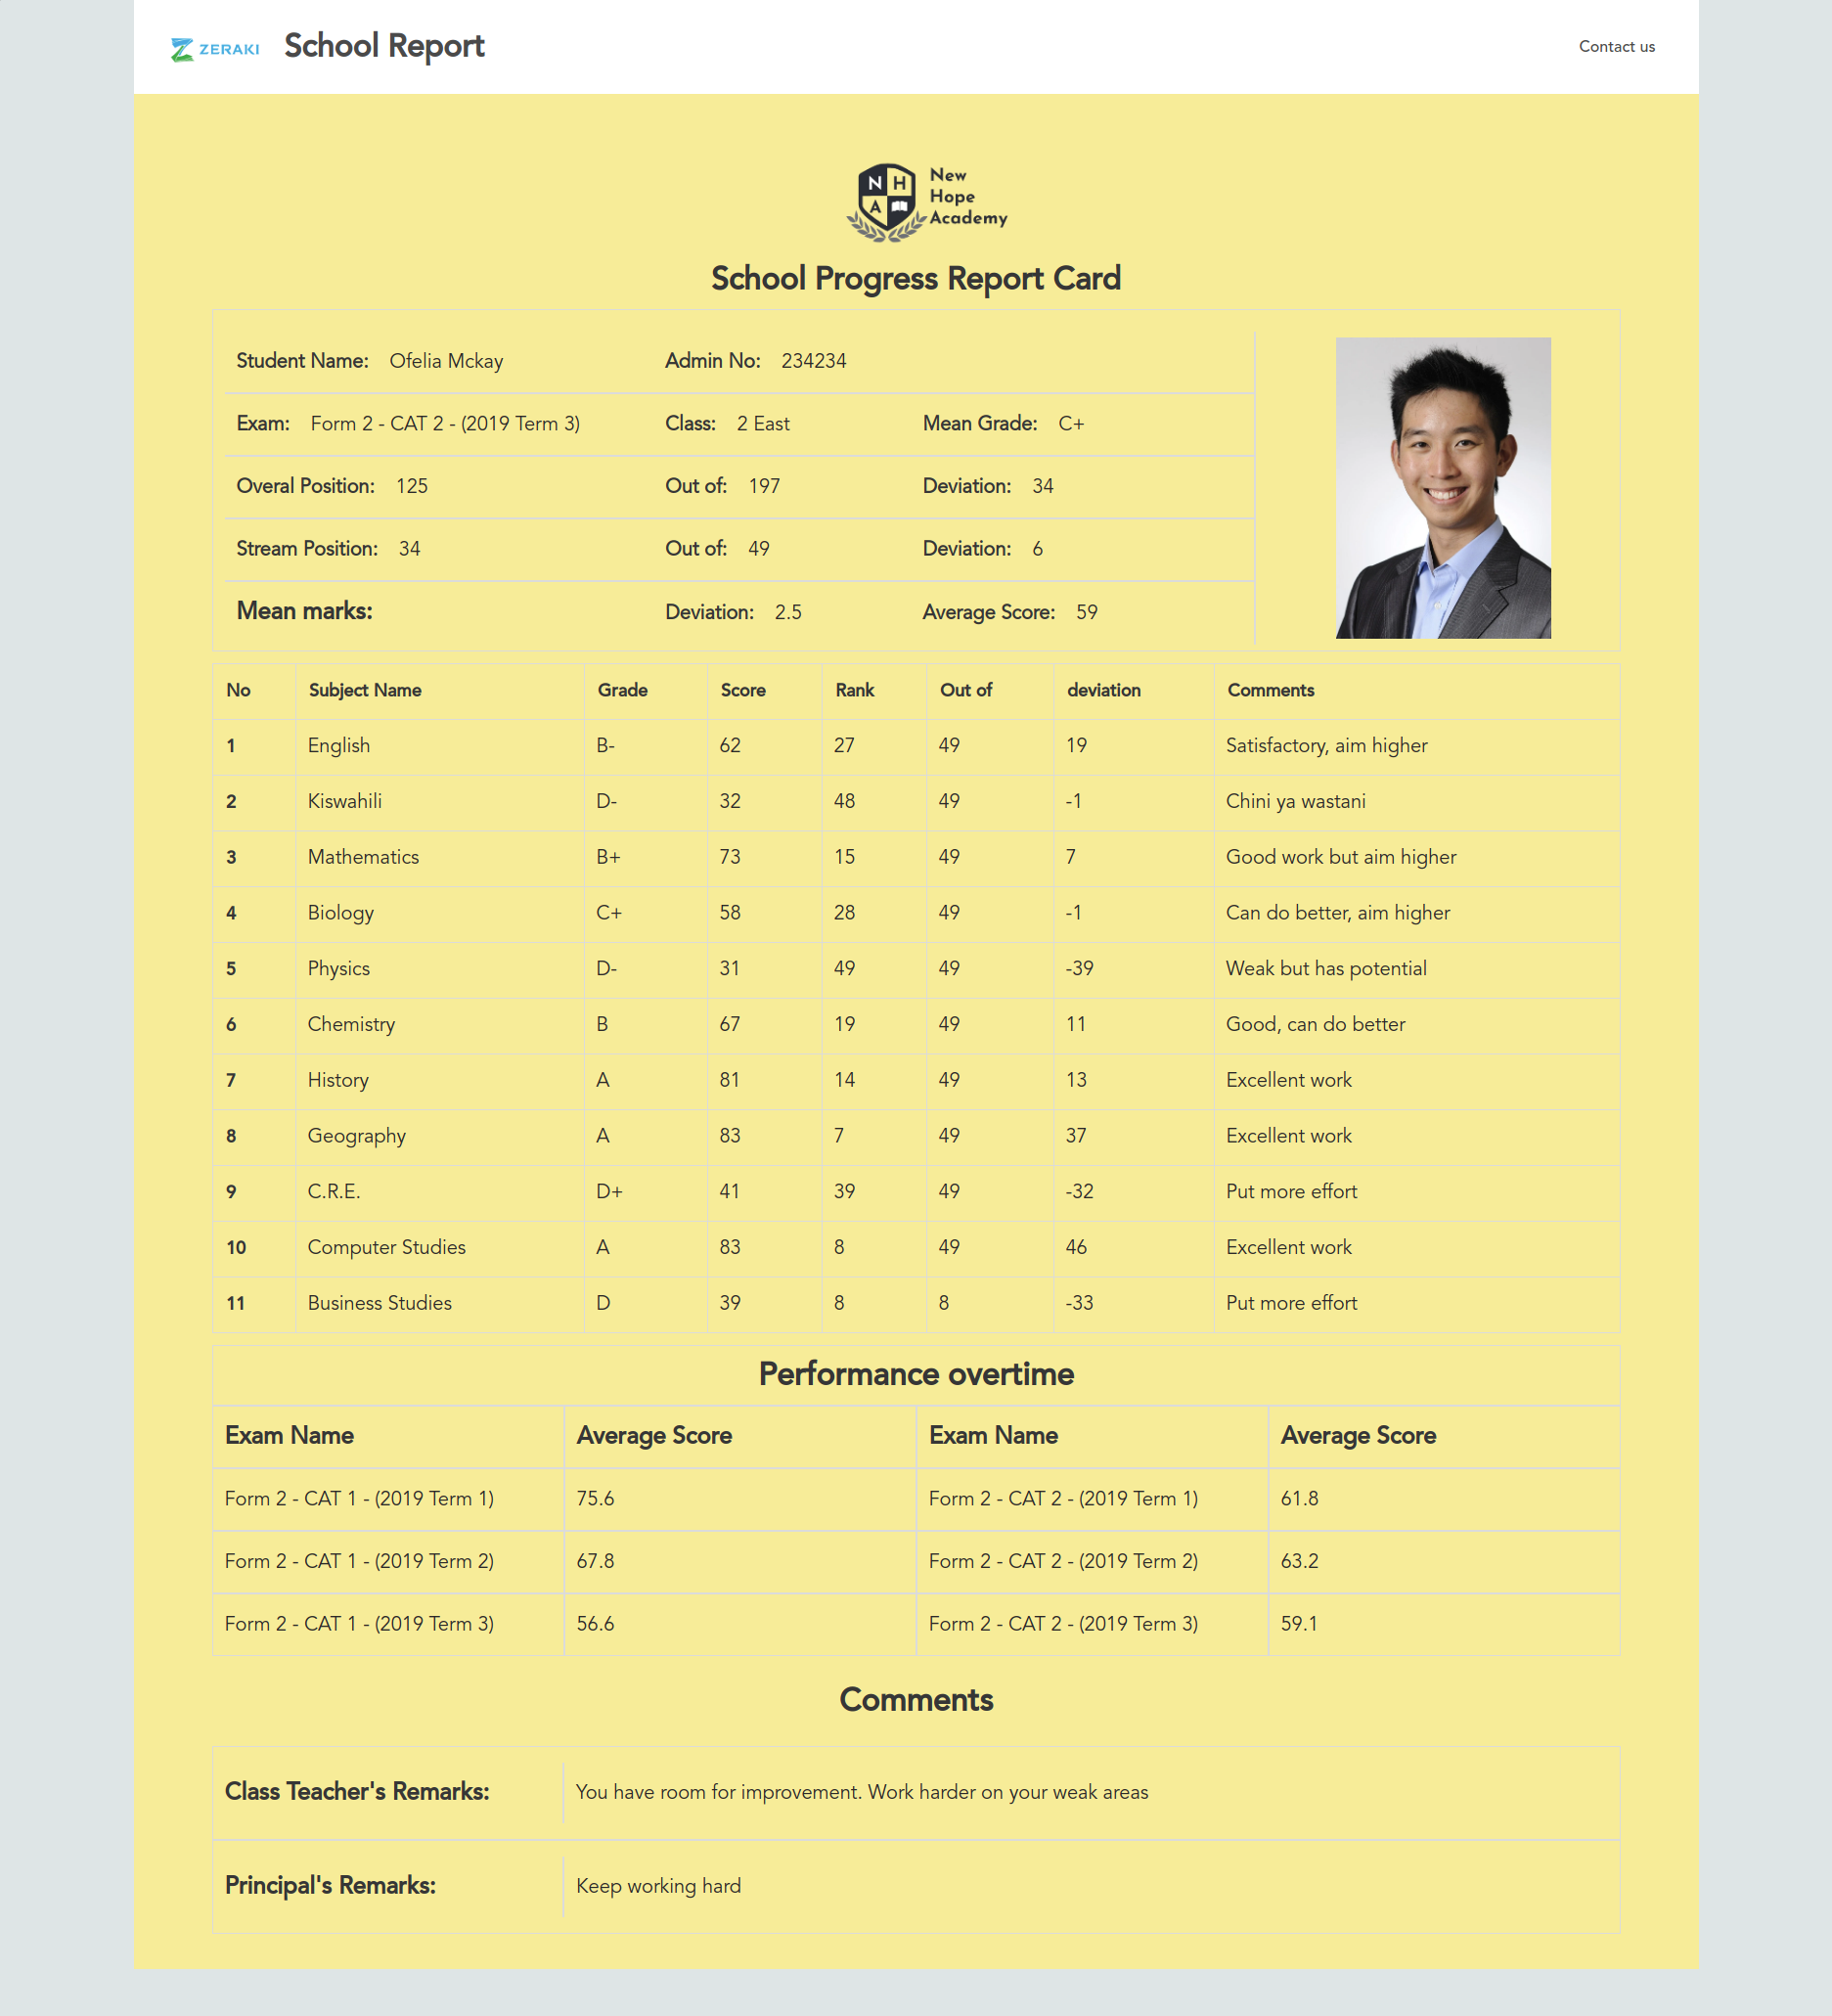 ZERAKI School Report Contact us
N H A
New
Hope
Academy
School Progress Report Card
Student Name: Ofelia Mckay Admin No: 234234
Exam: Form 2 - CAT 2 - (2019 Term 3) Class: 2 East Mean Grade: C+
Overal Position: 125 Out of: 197 Deviation: 34
Stream Position: 34 Out of: 49 Deviation: 6
Mean marks: Deviation: 2.5 Average Score: 59
No Subject Name Grade Score Rank Out of deviation Comments
1 English B- 62 27 49 19 Satisfactory, aim higher
2 Kiswahili D- 32 48 49 -1 Chini ya wastani
3 Mathematics B+ 73 15 49 7 Good work but aim higher
4 Biology C+ 58 28 49 -1 Can do better, aim higher
5 Physics D- 31 49 49 -39 Weak but has potential
6 Chemistry B 67 19 49 11 Good, can do better
7 History A 81 14 49 13 Excellent work
8 Geography A 83 7 49 37 Excellent work
9 C.R.E. D+ 41 39 49 -32 Put more effort
10 Computer Studies A 83 8 49 46 Excellent work
11 Business Studies D 39 8 8 -33 Put more effort
Performance overtime
Exam Name Average Score Exam Name Average Score
Form 2 - CAT 1 - (2019 Term 1) 75.6 Form 2 - CAT 2 - (2019 Term 1) 61.8
Form 2 - CAT 1 - (2019 Term 2) 67.8 Form 2 - CAT 2 - (2019 Term 2) 63.2
Form 2 - CAT 1 - (2019 Term 3) 56.6 Form 2 - CAT 2 - (2019 Term 3) 59.1
Comments
Class Teacher's Remarks: You have room for improvement. Work harder on your weak areas
Principal's Remarks: Keep working hard